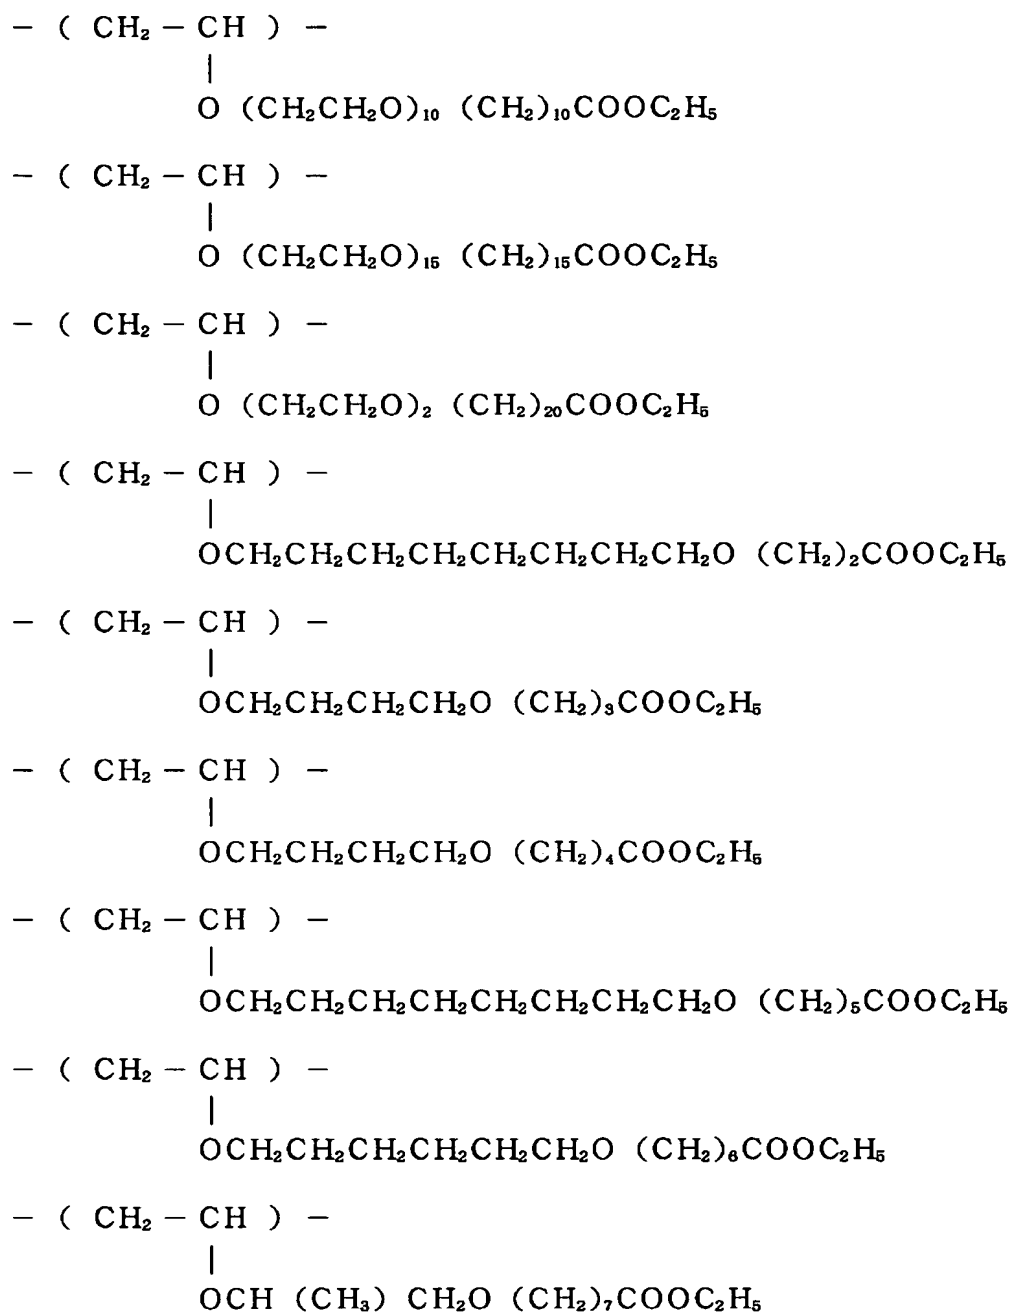 − ( CH₂ − CH ) −
|
O (CH₂CH₂O)₁₀ (CH₂)₁₀COOC₂H₅
− ( CH₂ − CH ) −
|
O (CH₂CH₂O)₁₅ (CH₂)₁₅COOC₂H₅
− ( CH₂ − CH ) −
|
O (CH₂CH₂O)₂ (CH₂)₂₀COOC₂H₅
− ( CH₂ − CH ) −
|
OCH₂CH₂CH₂CH₂CH₂CH₂CH₂CH₂O (CH₂)₂COOC₂H₅
− ( CH₂ − CH ) −
|
OCH₂CH₂CH₂CH₂O (CH₂)₃COOC₂H₅
− ( CH₂ − CH ) −
|
OCH₂CH₂CH₂CH₂O (CH₂)₄COOC₂H₅
− ( CH₂ − CH ) −
|
OCH₂CH₂CH₂CH₂CH₂CH₂CH₂CH₂O (CH₂)₅COOC₂H₅
− ( CH₂ − CH ) −
|
OCH₂CH₂CH₂CH₂CH₂CH₂O (CH₂)₆COOC₂H₅
− ( CH₂ − CH ) −
|
OCH (CH₃) CH₂O (CH₂)₇COOC₂H₅